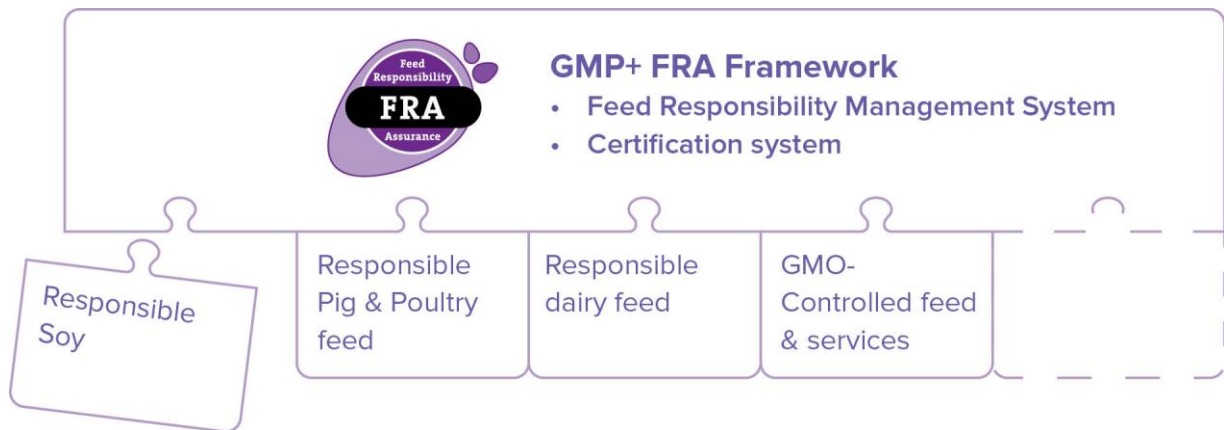 Feed
Responsibility
FRA
Assurance
GMP+ FRA Framework
• Feed Responsibility Management System
• Certification system
Responsible
Soy
Responsible
Pig & Poultry
feed
Responsible
dairy feed
GMO-
Controlled feed
& services